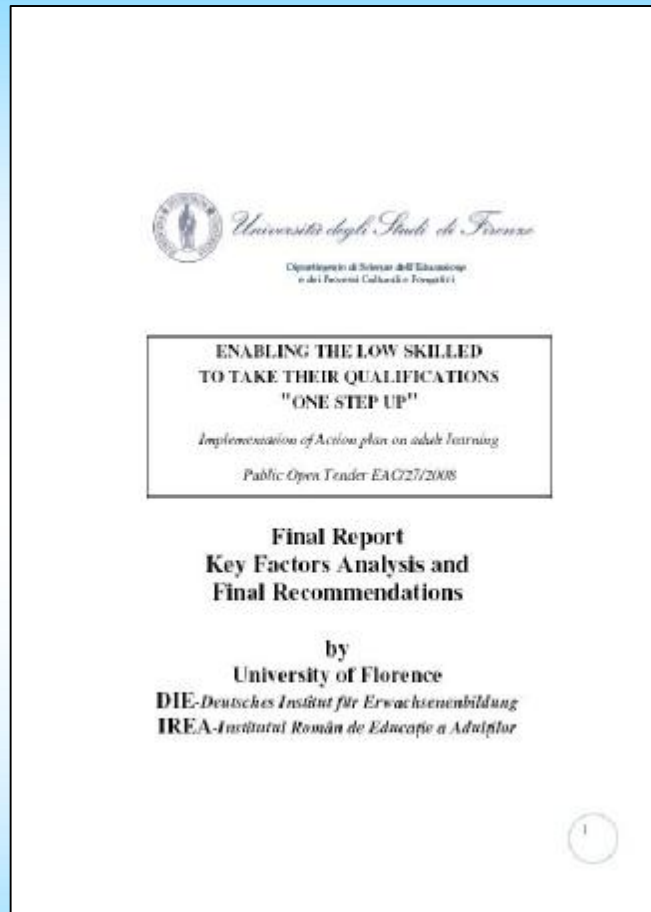 Università degli Studi di Firenze
Dipartimento di Scienze dell'Educazione
e dei Processi Culturali e Formativi
ENABLING THE LOW SKILLED
TO TAKE THEIR QUALIFICATIONS
"ONE STEP UP"
Implementation of Action plan on adult learning
Public Open Tender EAC/27/2008
Final Report
Key Factors Analysis and
Final Recommendations
by
University of Florence
DIE-Deutsches Institut für Erwachsenenbildung
IREA-Institutul Român de Educaţie a Adulţilor
1